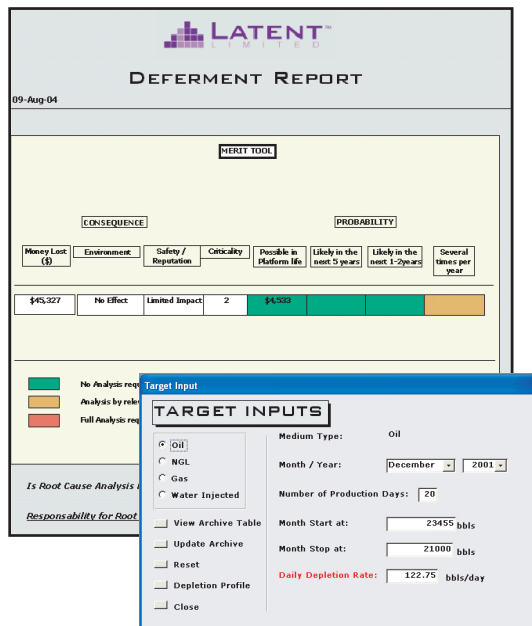 LATENT™
LIMITED
DEFERMENT REPORT
09-Aug-04
MERIT TOOL
CONSEQUENCE PROBABILITY
Money Lost ($) Environment Safety / Reputation Criticality Possible in Platform life Likely in the next 5 years Likely in the next 1-2years Several times per year
$45,327 No Effect Limited Impact 2 $4,533
No Analysis requ
Analysis by rele
Full Analysis req
Is Root Cause Analysis
Responsability for Root
Target Input
TARGET INPUTS
Oil
NGL
Gas
Water Injected
View Archive Table
Update Archive
Reset
Depletion Profile
Close
Medium Type: Oil
Month / Year: December 2001
Number of Production Days: 20
Month Start at: 23455 bbls
Month Stop at: 21000 bbls
Daily Depletion Rate: 122.75 bbls/day